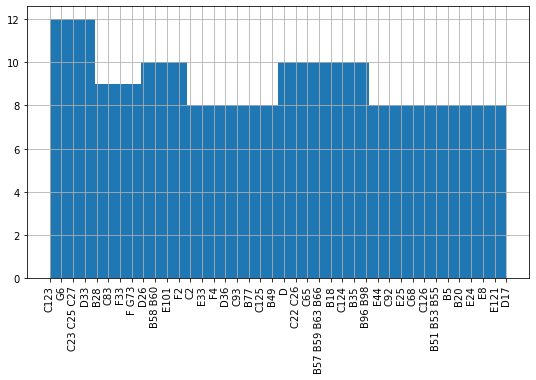 12
10
8
6
4
2
0
C123
G6
C23 C25 C27
D33
B28
C83
F33
F G73
D26
B58 B60
E101
F2
C2
E33
F4
D36
C93
B77
C125
B49
D
C22 C26
C65
B57 B59 B63 B66
B18
C124
B35
B96 B98
E44
C92
E25
C68
C126
B51 B53 B55
B5
B20
E24
E8
E121
D17